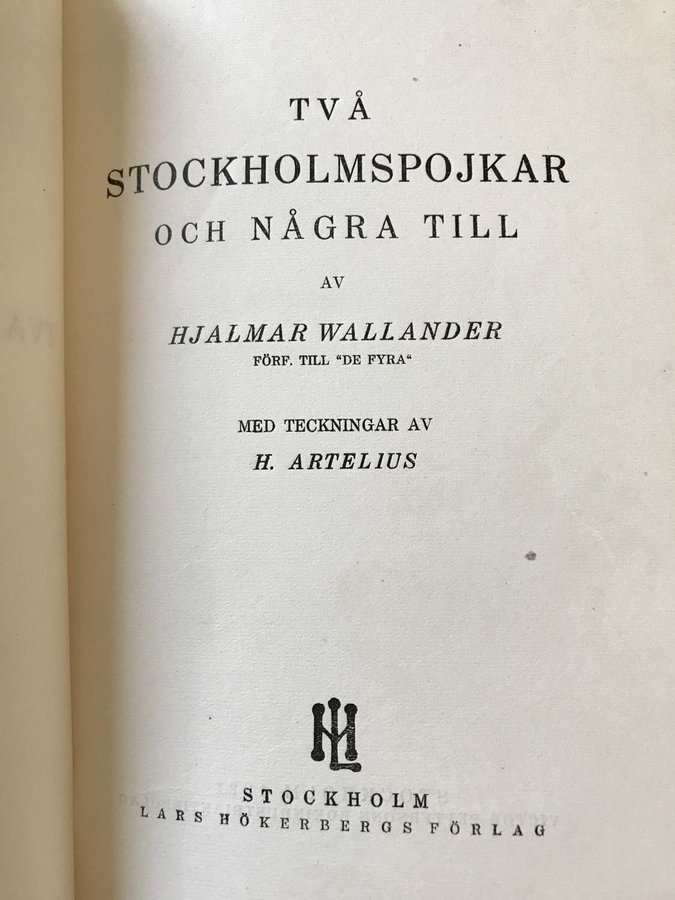 TVÅ
STOCKHOLMSPOJKAR
OCH NÅGRA TILL
AV
HJALMAR WALLANDER
FÖRF. TILL "DE FYRA"
MED TECKNINGAR AV
H. ARTELIUS
STOCKHOLM
LARS HÖKERBERGS FÖRLAG